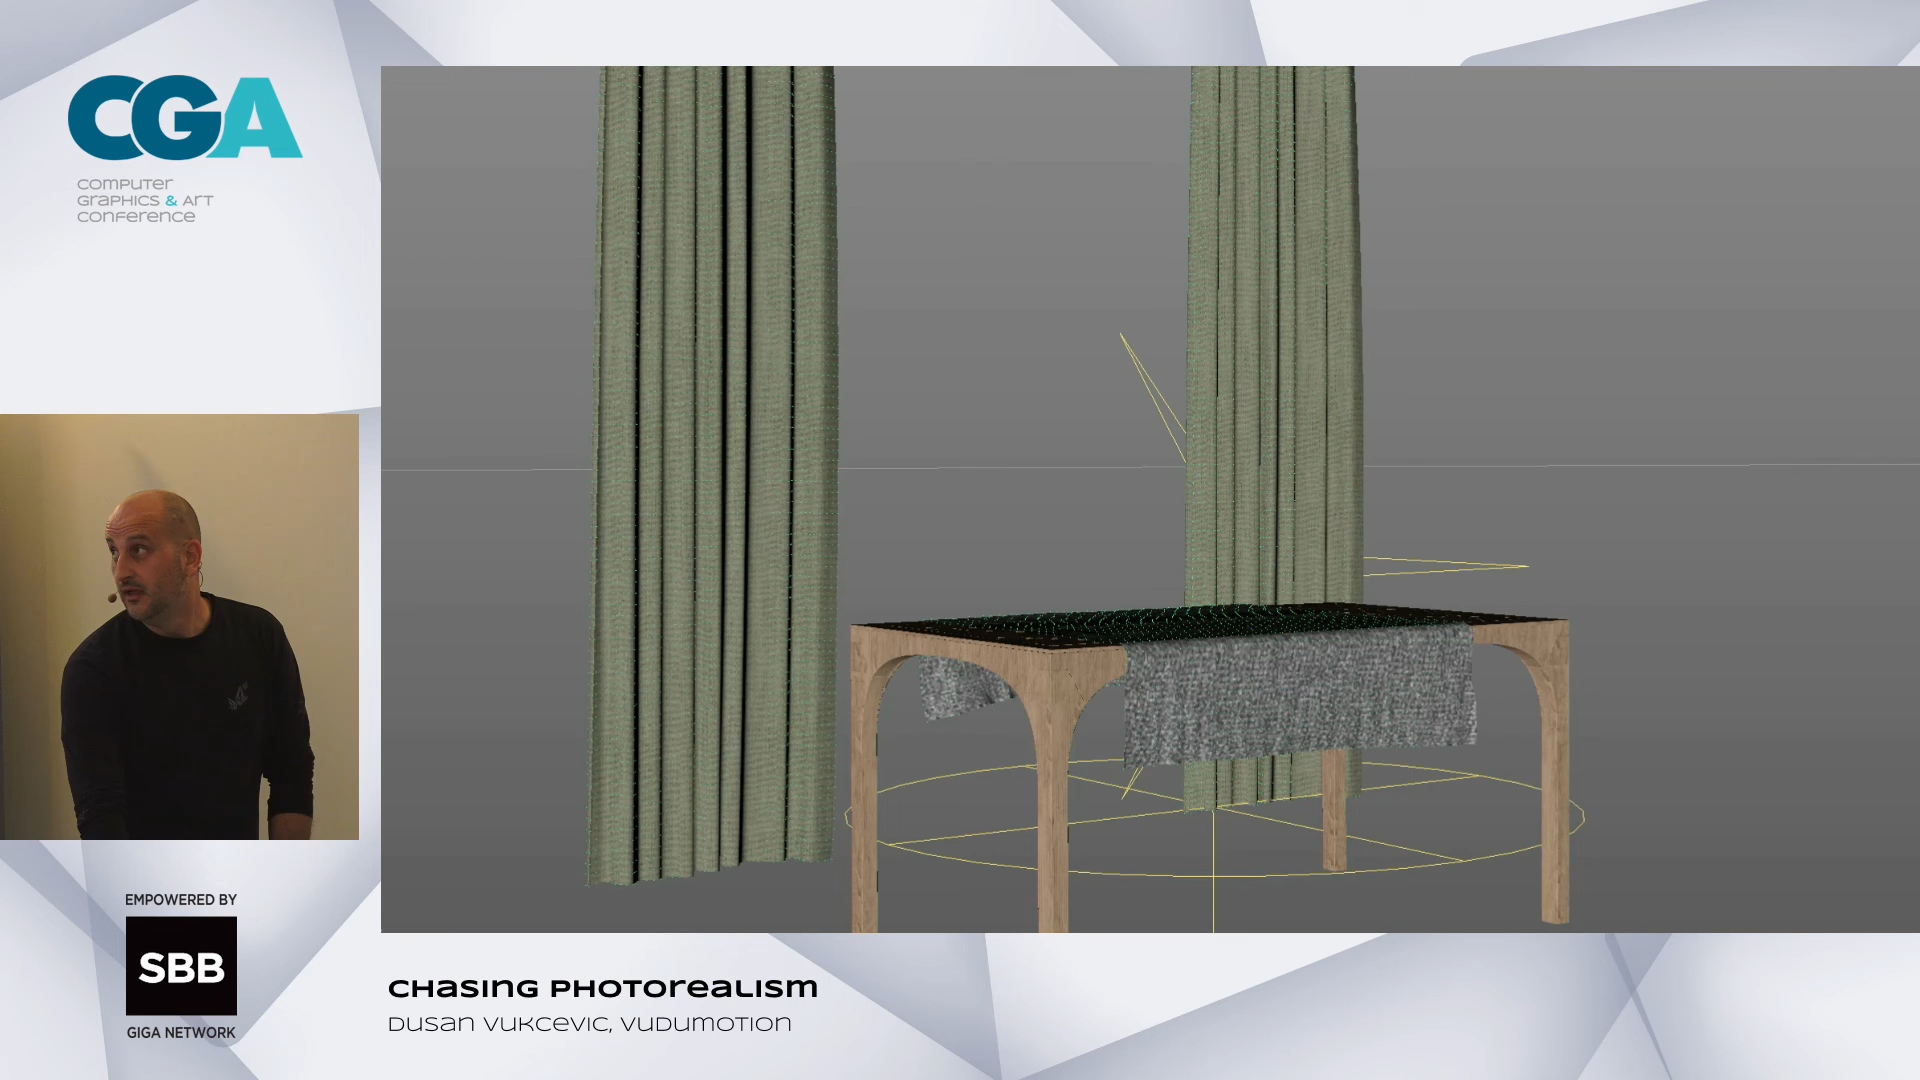 CGA
computer
graphics & art
conference
EMPOWERED BY
SBB
GIGA NETWORK
chasing photorealism
dusan vukcevic, vudumotion